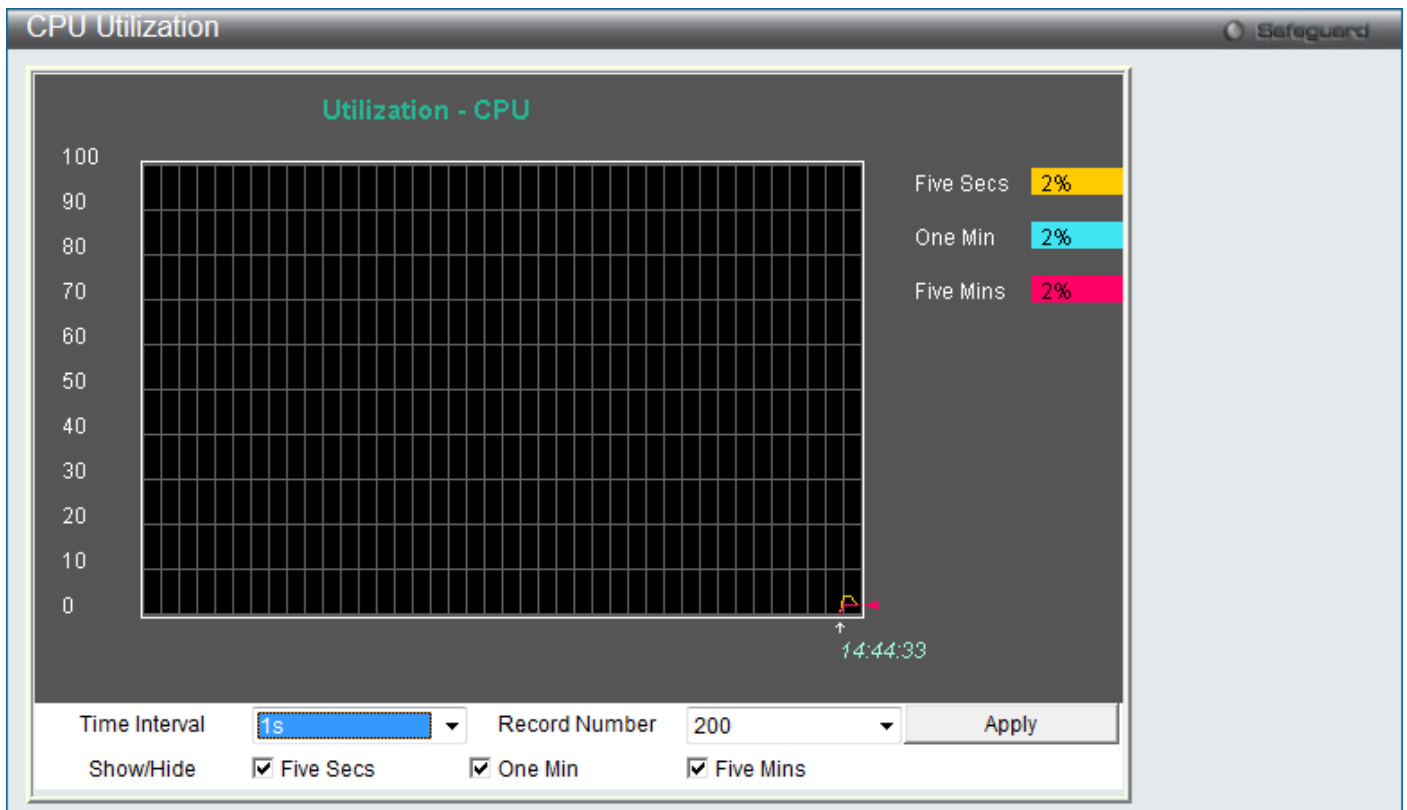 CPU Utilization
Safeguard
Utilization - CPU
100
90
80
70
60
50
40
30
20
10
0
Five Secs 2%
One Min 2%
Five Mins 2%
14:44:33
Time Interval 1s Record Number 200 Apply
Show/Hide Five Secs One Min Five Mins